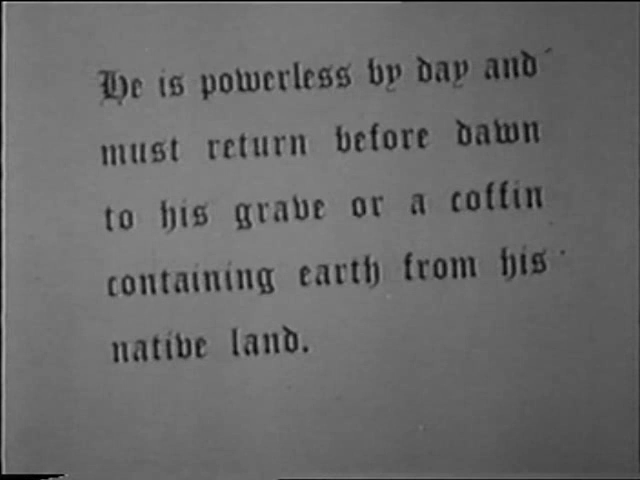 He is powerless by day and
must return before dawn
to his grave or a coffin
containing earth from his
native land.